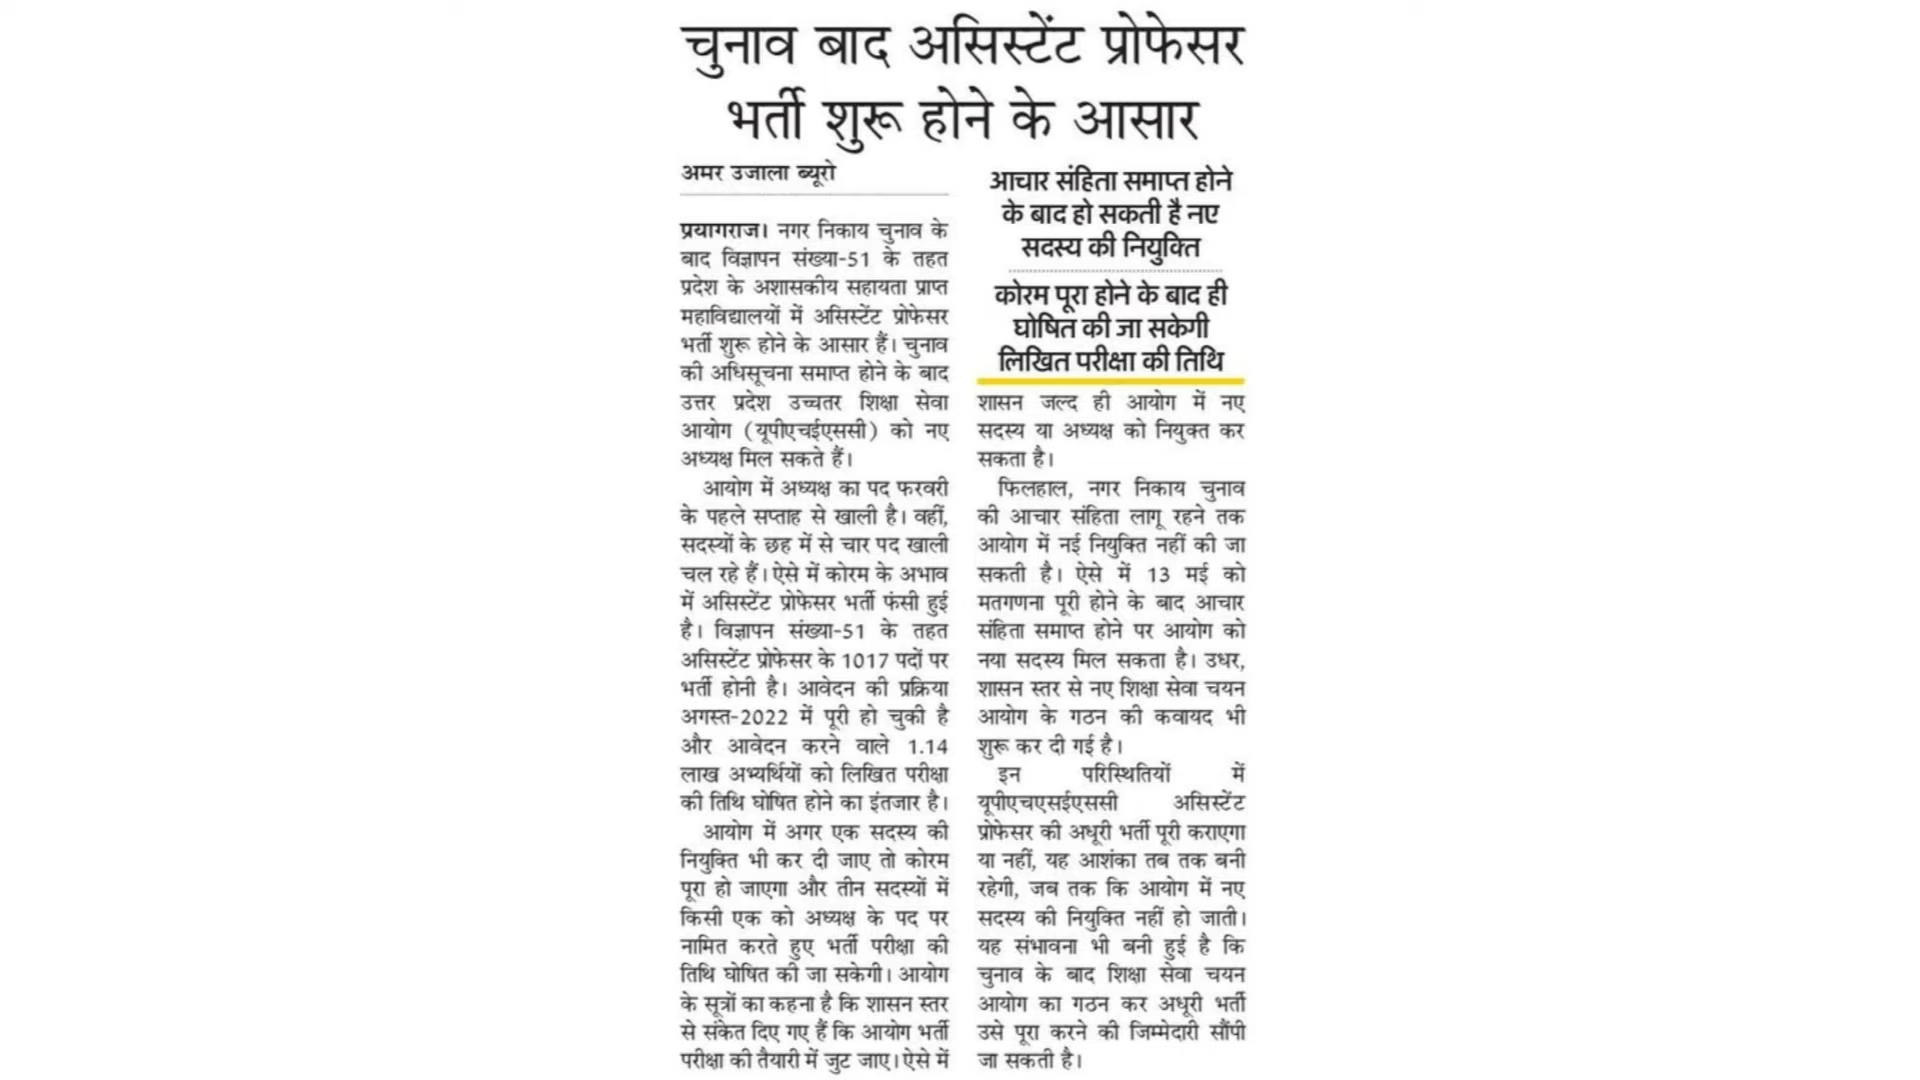 चुनाव बाद असिस्टेंट प्रोफेसर
भर्ती शुरू होने के आसार
अमर उजाला ब्यूरो
प्रयागराज। नगर निकाय चुनाव के
बाद विज्ञापन संख्या-51 के तहत
प्रदेश के अशासकीय सहायता प्राप्त
महाविद्यालयों में असिस्टेंट प्रोफेसर
भर्ती शुरू होने के आसार हैं। चुनाव
की अधिसूचना समाप्त होने के बाद
उत्तर प्रदेश उच्चतर शिक्षा सेवा
आयोग (यूपीएचईएससी) को नए
अध्यक्ष मिल सकते हैं।
आयोग में अध्यक्ष का पद फरवरी
के पहले सप्ताह से खाली है। वहीं,
सदस्यों के छह में से चार पद खाली
चल रहे हैं। ऐसे में कोरम के अभाव
में असिस्टेंट प्रोफेसर भर्ती फंसी हुई
है। विज्ञापन संख्या-51 के तहत
असिस्टेंट प्रोफेसर के 1017 पदों पर
भर्ती होनी है। आवेदन की प्रक्रिया
अगस्त-2022 में पूरी हो चुकी है
और आवेदन करने वाले 1.14
लाख अभ्यर्थियों को लिखित परीक्षा
की तिथि घोषित होने का इंतजार है।
आयोग में अगर एक सदस्य की
नियुक्ति भी कर दी जाए तो कोरम
पूरा हो जाएगा और तीन सदस्यों में
किसी एक को अध्यक्ष के पद पर
नामित करते हुए भर्ती परीक्षा की
तिथि घोषित की जा सकेगी। आयोग
के सूत्रों का कहना है कि शासन स्तर
से संकेत दिए गए हैं कि आयोग भर्ती
परीक्षा की तैयारी में जुट जाए। ऐसे में
आचार संहिता समाप्त होने
के बाद हो सकती है नए
सदस्य की नियुक्ति
कोरम पूरा होने के बाद ही
घोषित की जा सकेगी
लिखित परीक्षा की तिथि
शासन जल्द ही आयोग में नए
सदस्य या अध्यक्ष को नियुक्त कर
सकता है।
फिलहाल, नगर निकाय चुनाव
की आचार संहिता लागू रहने तक
आयोग में नई नियुक्ति नहीं की जा
सकती है। ऐसे में 13 मई को
मतगणना पूरी होने के बाद आचार
संहिता समाप्त होने पर आयोग को
नया सदस्य मिल सकता है। उधर,
शासन स्तर से नए शिक्षा सेवा चयन
आयोग के गठन की कवायद भी
शुरू कर दी गई है।
इन परिस्थितियों में
यूपीएचएसईएससी असिस्टेंट
प्रोफेसर की अधूरी भर्ती पूरी कराएगा
या नहीं, यह आशंका तब तक बनी
रहेगी, जब तक कि आयोग में नए
सदस्य की नियुक्ति नहीं हो जाती।
यह संभावना भी बनी हुई है कि
चुनाव के बाद शिक्षा सेवा चयन
आयोग का गठन कर अधूरी भर्ती
उसे पूरा करने की जिम्मेदारी सौंपी
जा सकती है।